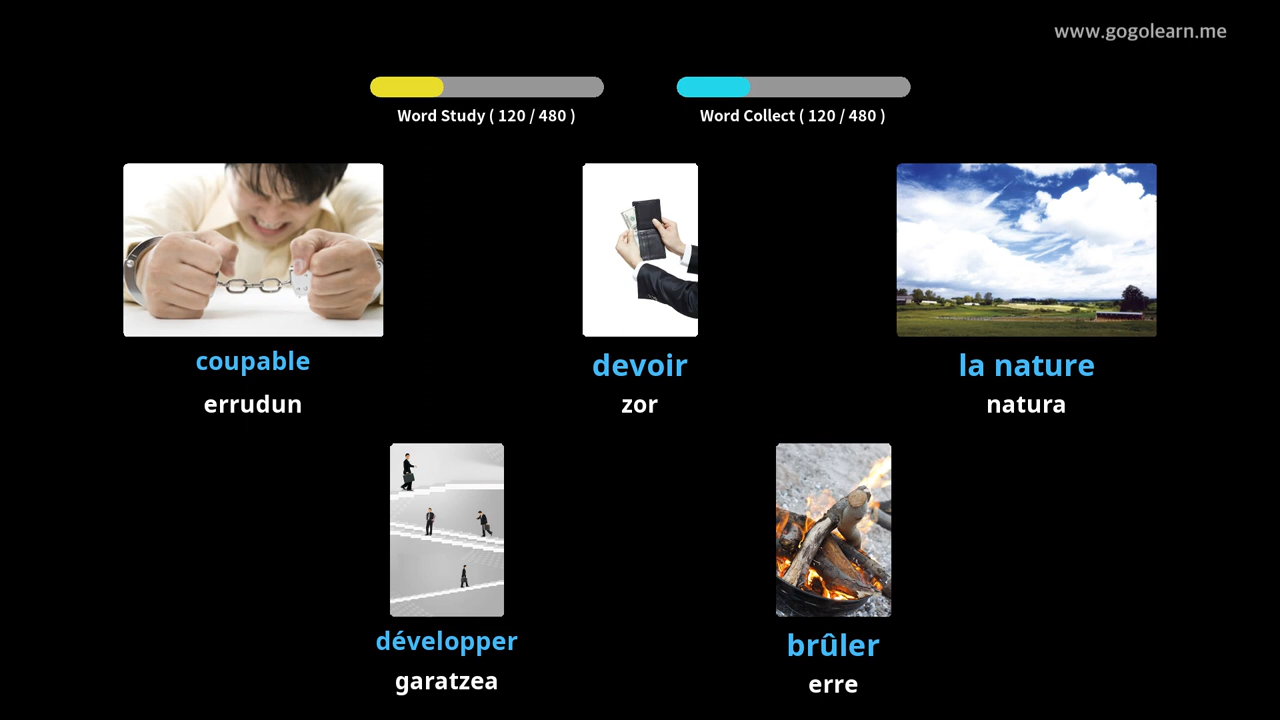 www.gogolearn.me
Word Study ( 120 / 480 )
Word Collect ( 120 / 480 )
coupable
errudun
devoir
zor
la nature
natura
développer
garatzea
brûler
erre